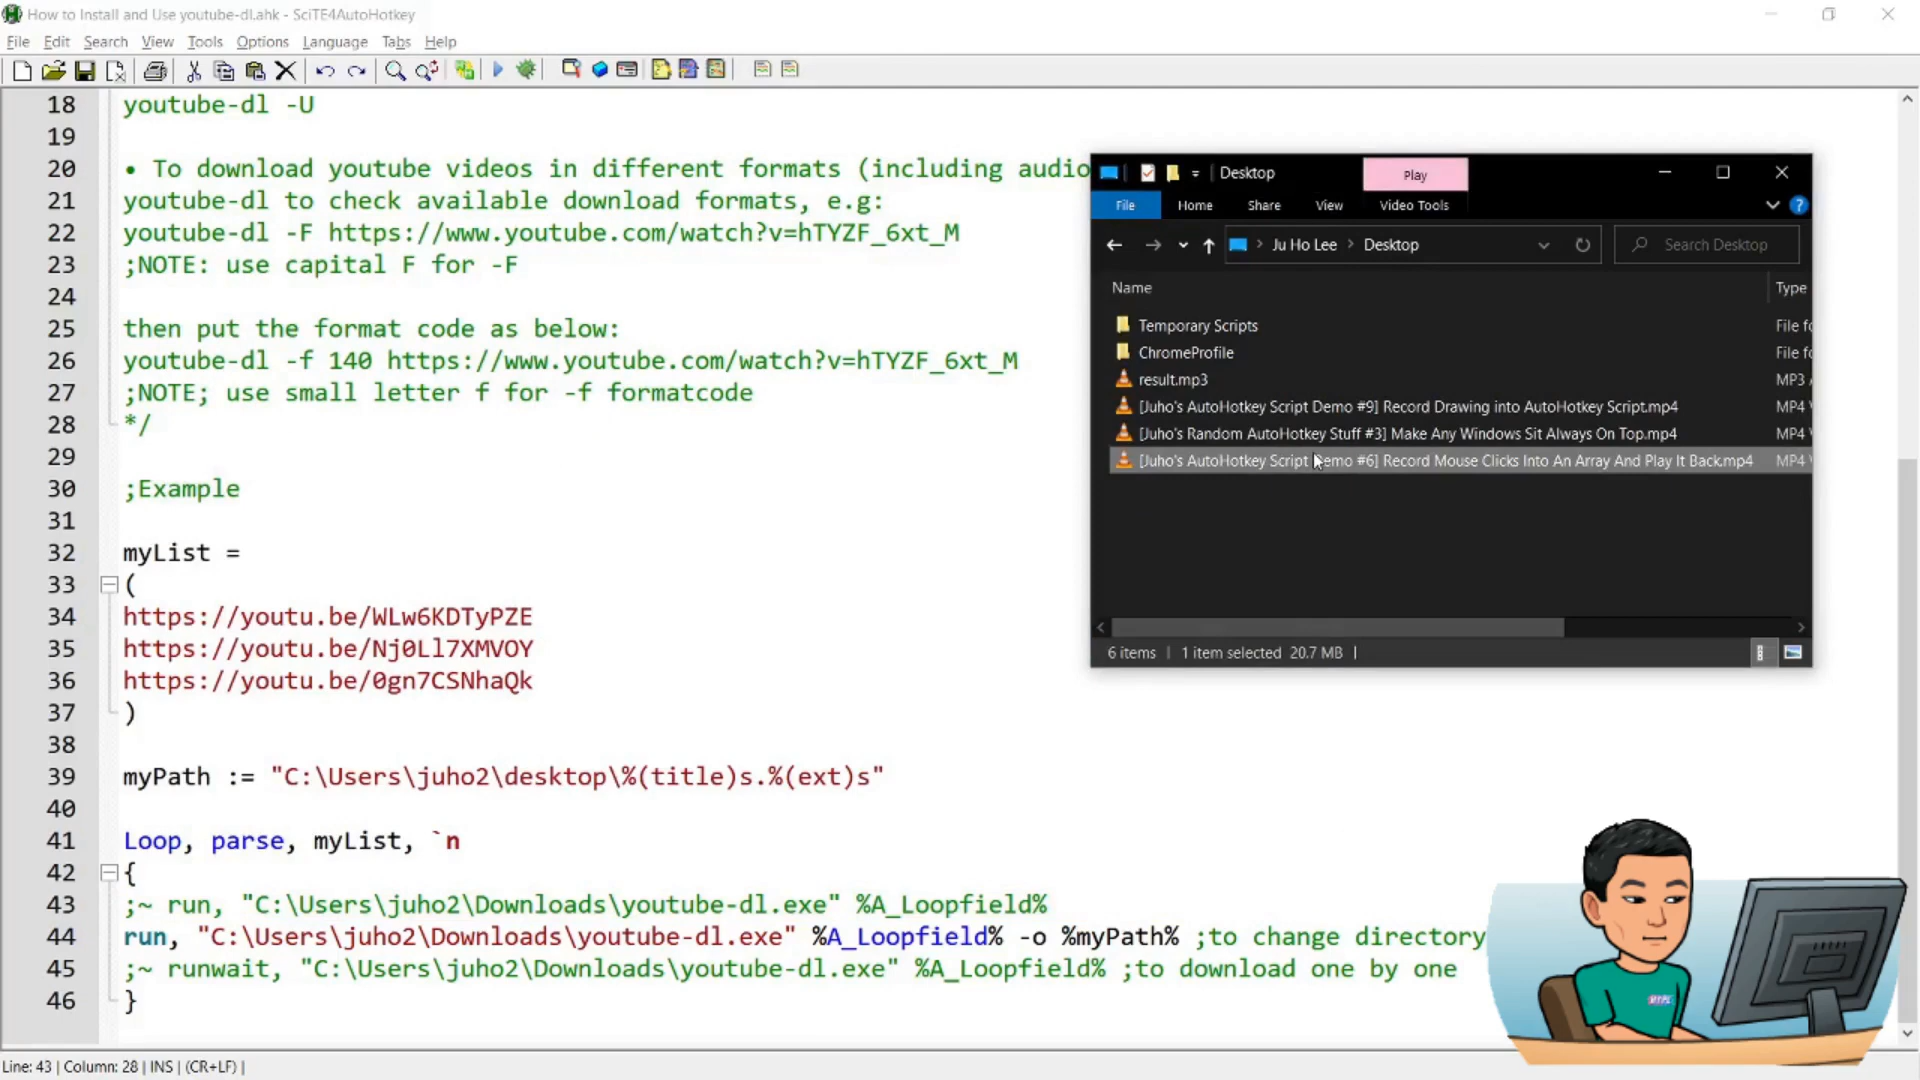 How to Install and Use youtube-dl.ahk - SciTE4AutoHotkey
File Edit Search View Tools Options Language Tabs Help
18 youtube-dl -U
19
20 • To download youtube videos in different formats (including audio
21 youtube-dl to check available download formats, e.g:
22 youtube-dl -F https://www.youtube.com/watch?v=hTYZF_6xt_M
23 ;NOTE: use capital F for -F
24
25 then put the format code as below:
26 youtube-dl -f 140 https://www.youtube.com/watch?v=hTYZF_6xt_M
27 ;NOTE; use small letter f for -f formatcode
28 */
29
30 ;Example
31
32 myList =
33 (
34 https://youtu.be/WLw6KDTyPZE
35 https://youtu.be/Nj0Ll7XMVOY
36 https://youtu.be/0gn7CSNhaQk
37 )
38
39 myPath := "C:\Users\juho2\desktop\%(title)s.%(ext)s"
40
41 Loop, parse, myList, `n
42 {
43 ;~ run, "C:\Users\juho2\Downloads\youtube-dl.exe" %A_Loopfield%
44 run, "C:\Users\juho2\Downloads\youtube-dl.exe" %A_Loopfield% -o %myPath% ;to change directory
45 ;~ runwait, "C:\Users\juho2\Downloads\youtube-dl.exe" %A_Loopfield% ;to download one by one
46 }
Line: 43 | Column: 28 | INS | (CR+LF) |
Desktop Play
File Home Share View Video Tools
Ju Ho Lee > Desktop Search Desktop
Name Type
Temporary Scripts File fo
ChromeProfile File fo
result.mp3 MP3 A
[Juho's AutoHotkey Script Demo #9] Record Drawing into AutoHotkey Script.mp4 MP4 V
[Juho's Random AutoHotkey Stuff #3] Make Any Windows Sit Always On Top.mp4 MP4 V
[Juho's AutoHotkey Script Demo #6] Record Mouse Clicks Into An Array And Play It Back.mp4 MP4 V
6 items | 1 item selected 20.7 MB |